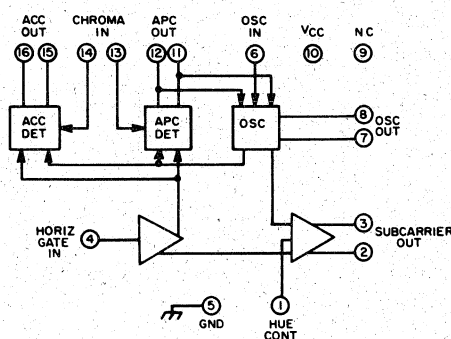 ACC OUT
CHROMA IN
APC OUT
OSC IN
VCC
NC
16
15
14
13
12
11
6
10
9
ACC DET
APC DET
OSC
8
7
OSC OUT
HORIZ GATE IN
4
3
2
SUBCARRIER OUT
5
GND
1
HUE CONT